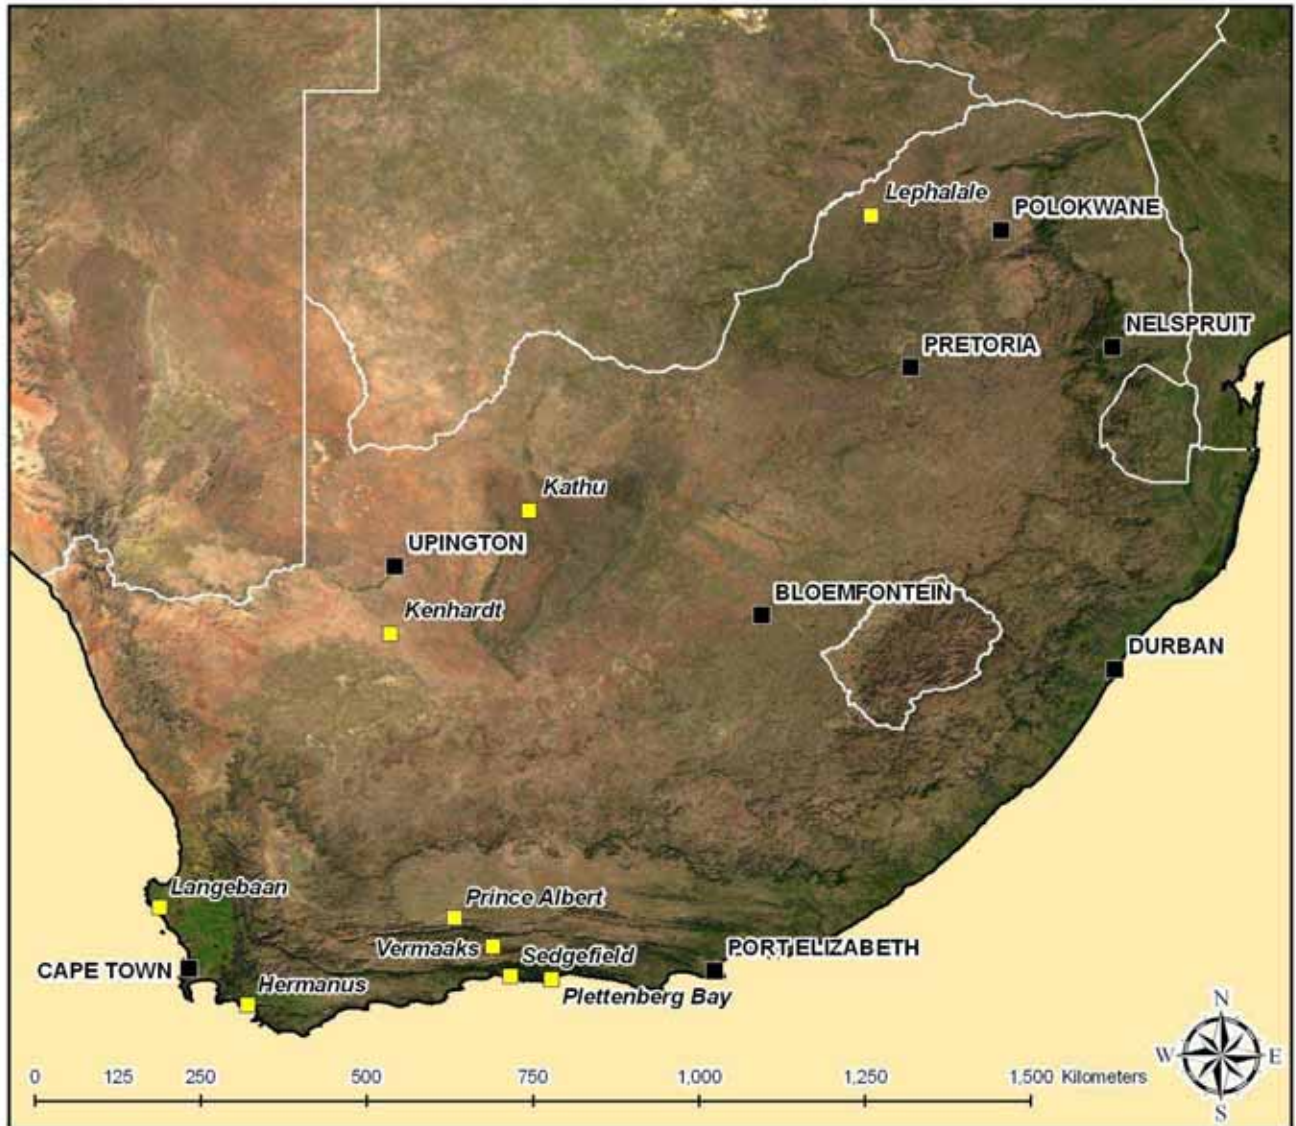 Lephalale
POLOKWANE
NELSPRUIT
PRETORIA
Kathu
UPINGTON
BLOEMFONTEIN
Kenhardt
DURBAN
Langebaan
Prince Albert
PORT ELIZABETH
Vermaaks
Sedgefield
CAPE TOWN
Hermanus
Plettenberg Bay
N
W E
S
0 125 250 500 750 1,000 1,250 1,500 Kilometers